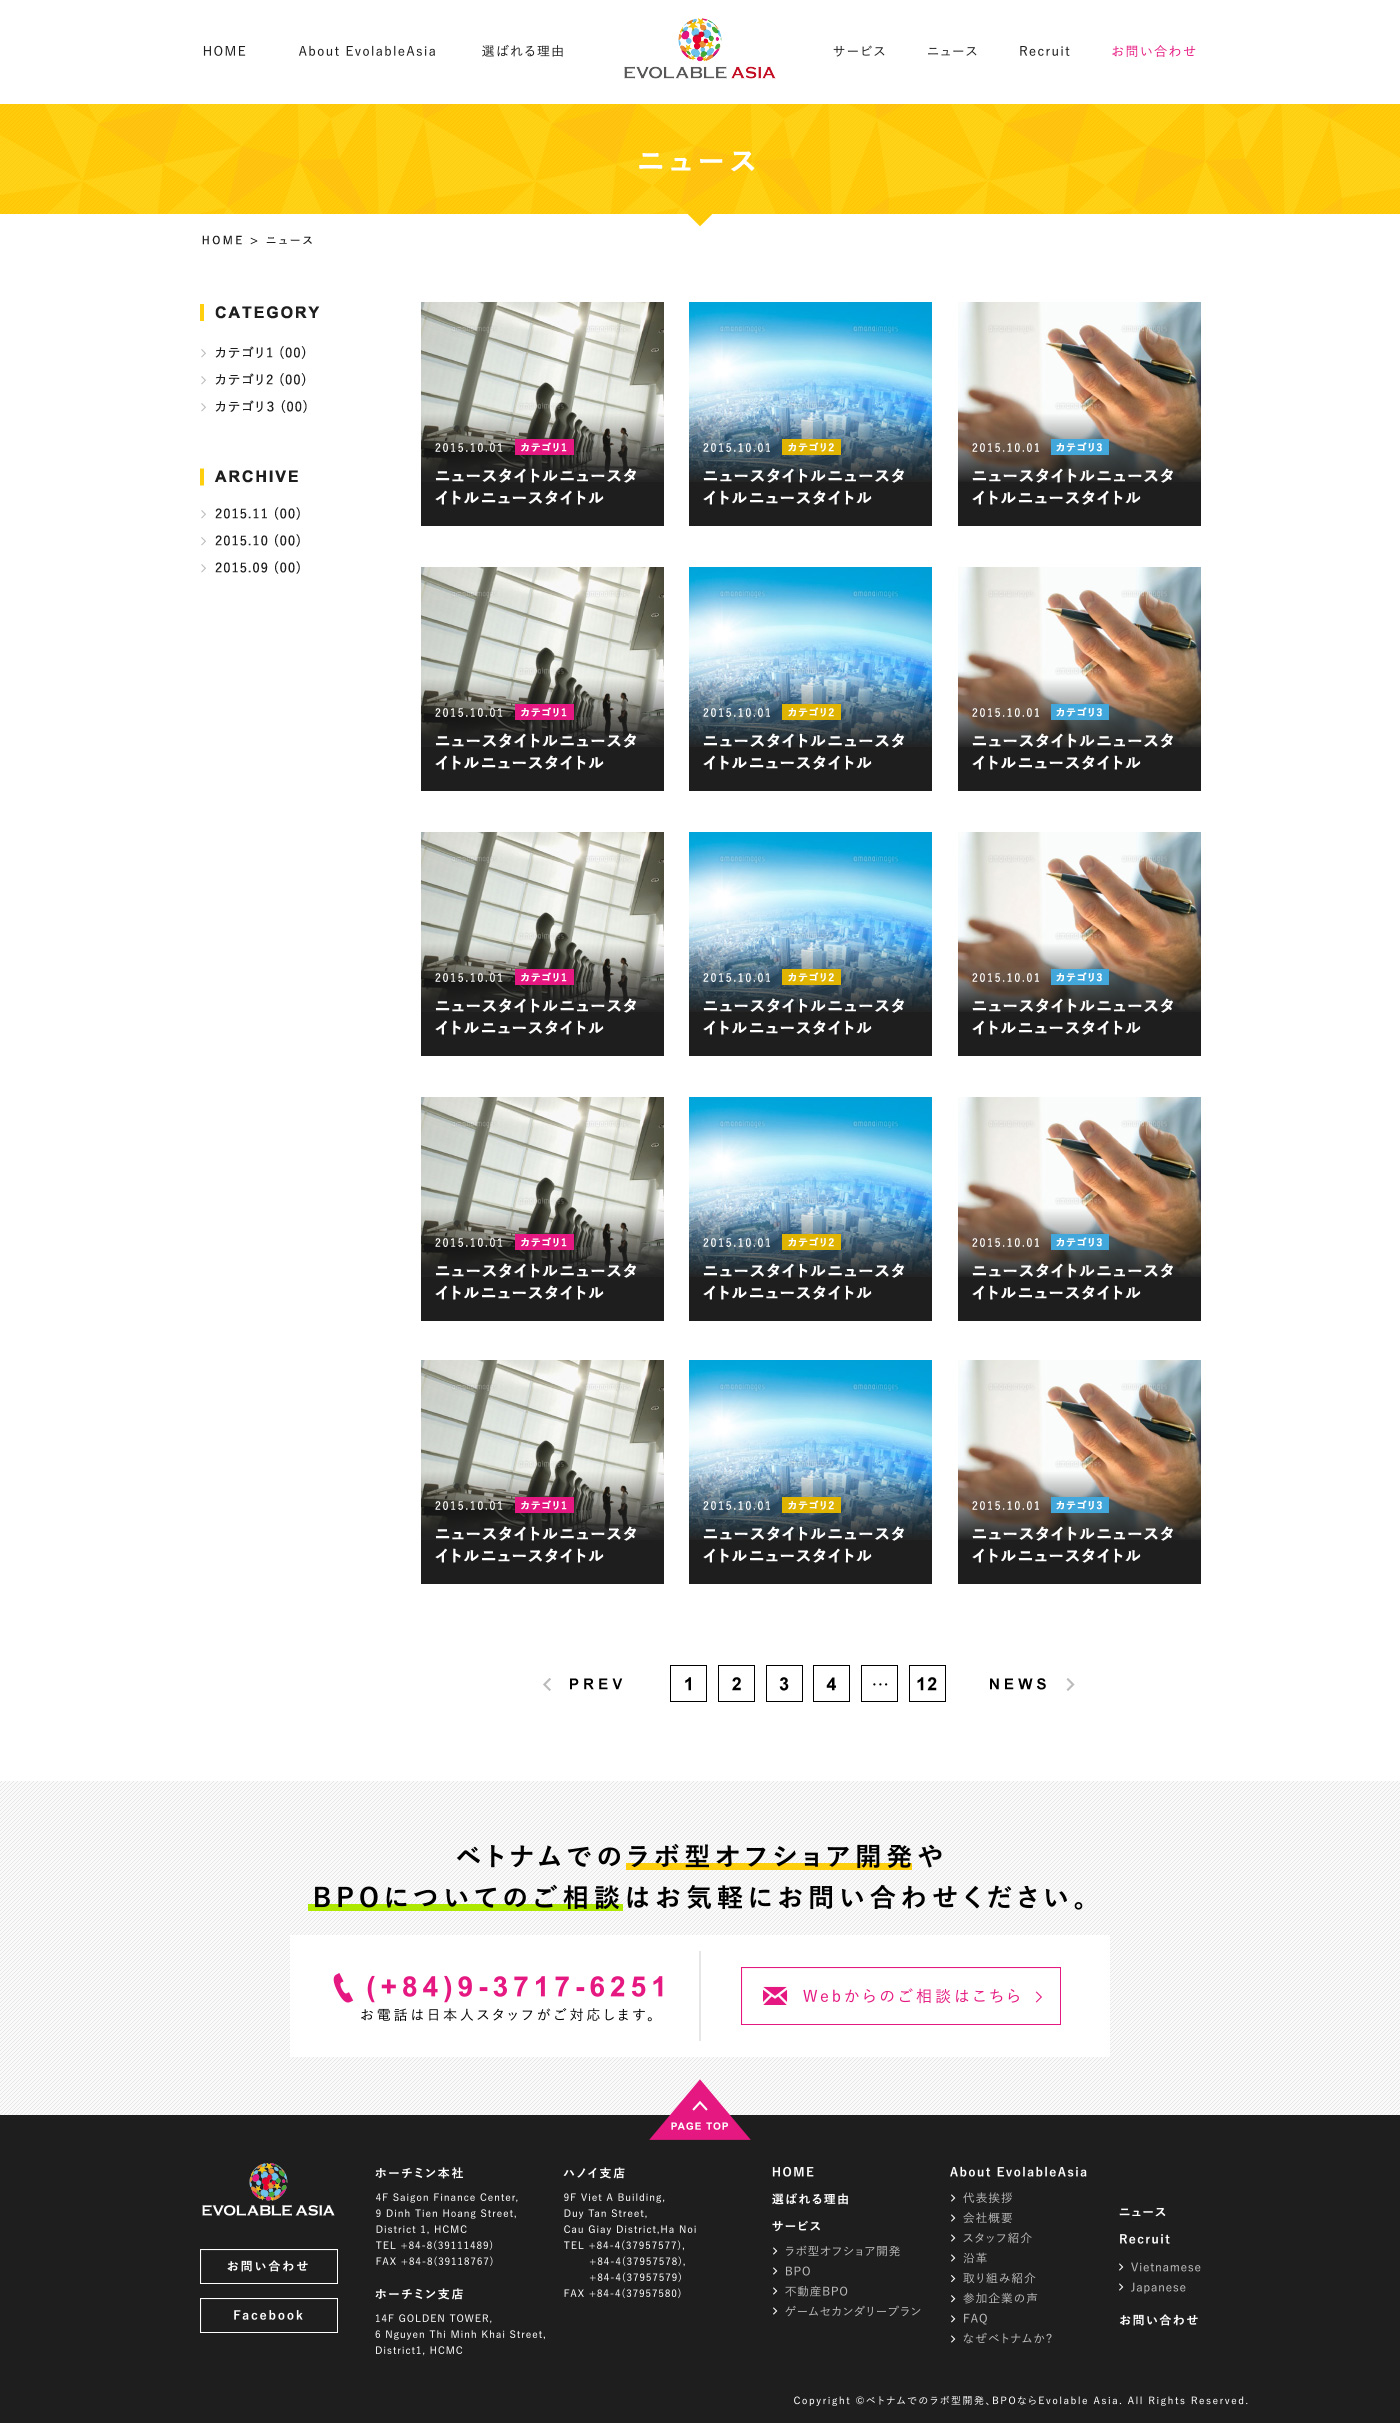 HOME
About EvolableAsia
選ばれる理由
EVOLABLE ASIA
サービス
ニュース
Recruit
お問い合わせ
ニュース
HOME > ニュース
CATEGORY
カテゴリ1 (00)
カテゴリ2 (00)
カテゴリ3 (00)
ARCHIVE
2015.11 (00)
2015.10 (00)
2015.09 (00)
2015.10.01 カテゴリ1
ニュースタイトルニュースタ
イトルニュースタイトル
2015.10.01 カテゴリ2
ニュースタイトルニュースタ
イトルニュースタイトル
2015.10.01 カテゴリ3
ニュースタイトルニュースタ
イトルニュースタイトル
2015.10.01 カテゴリ1
ニュースタイトルニュースタ
イトルニュースタイトル
2015.10.01 カテゴリ2
ニュースタイトルニュースタ
イトルニュースタイトル
2015.10.01 カテゴリ3
ニュースタイトルニュースタ
イトルニュースタイトル
2015.10.01 カテゴリ1
ニュースタイトルニュースタ
イトルニュースタイトル
2015.10.01 カテゴリ2
ニュースタイトルニュースタ
イトルニュースタイトル
2015.10.01 カテゴリ3
ニュースタイトルニュースタ
イトルニュースタイトル
2015.10.01 カテゴリ1
ニュースタイトルニュースタ
イトルニュースタイトル
2015.10.01 カテゴリ2
ニュースタイトルニュースタ
イトルニュースタイトル
2015.10.01 カテゴリ3
ニュースタイトルニュースタ
イトルニュースタイトル
2015.10.01 カテゴリ1
ニュースタイトルニュースタ
イトルニュースタイトル
2015.10.01 カテゴリ2
ニュースタイトルニュースタ
イトルニュースタイトル
2015.10.01 カテゴリ3
ニュースタイトルニュースタ
イトルニュースタイトル
PREV 1 2 3 4 … 12 NEWS
ベトナムでのラボ型オフショア開発や
BPOについてのご相談はお気軽にお問い合わせください。
(+84)9-3717-6251
お電話は日本人スタッフがご対応します。
Webからのご相談はこちら
PAGE TOP
EVOLABLE ASIA
お問い合わせ
Facebook
ホーチミン本社
4F Saigon Finance Center,
9 Dinh Tien Hoang Street,
District 1, HCMC
TEL +84-8(39111489)
FAX +84-8(39118767)
ホーチミン支店
14F GOLDEN TOWER,
6 Nguyen Thi Minh Khai Street,
District1, HCMC
ハノイ支店
9F Viet A Building,
Duy Tan Street,
Cau Giay District,Ha Noi
TEL +84-4(37957577),
+84-4(37957578),
+84-4(37957579)
FAX +84-4(37957580)
HOME
選ばれる理由
サービス
ラボ型オフショア開発
BPO
不動産BPO
ゲームセカンダリープラン
About EvolableAsia
代表挨拶
会社概要
スタッフ紹介
沿革
取り組み紹介
参加企業の声
FAQ
なぜベトナムか?
ニュース
Recruit
Vietnamese
Japanese
お問い合わせ
Copyright ©ベトナムでのラボ型開発、BPOならEvolable Asia. All Rights Reserved.